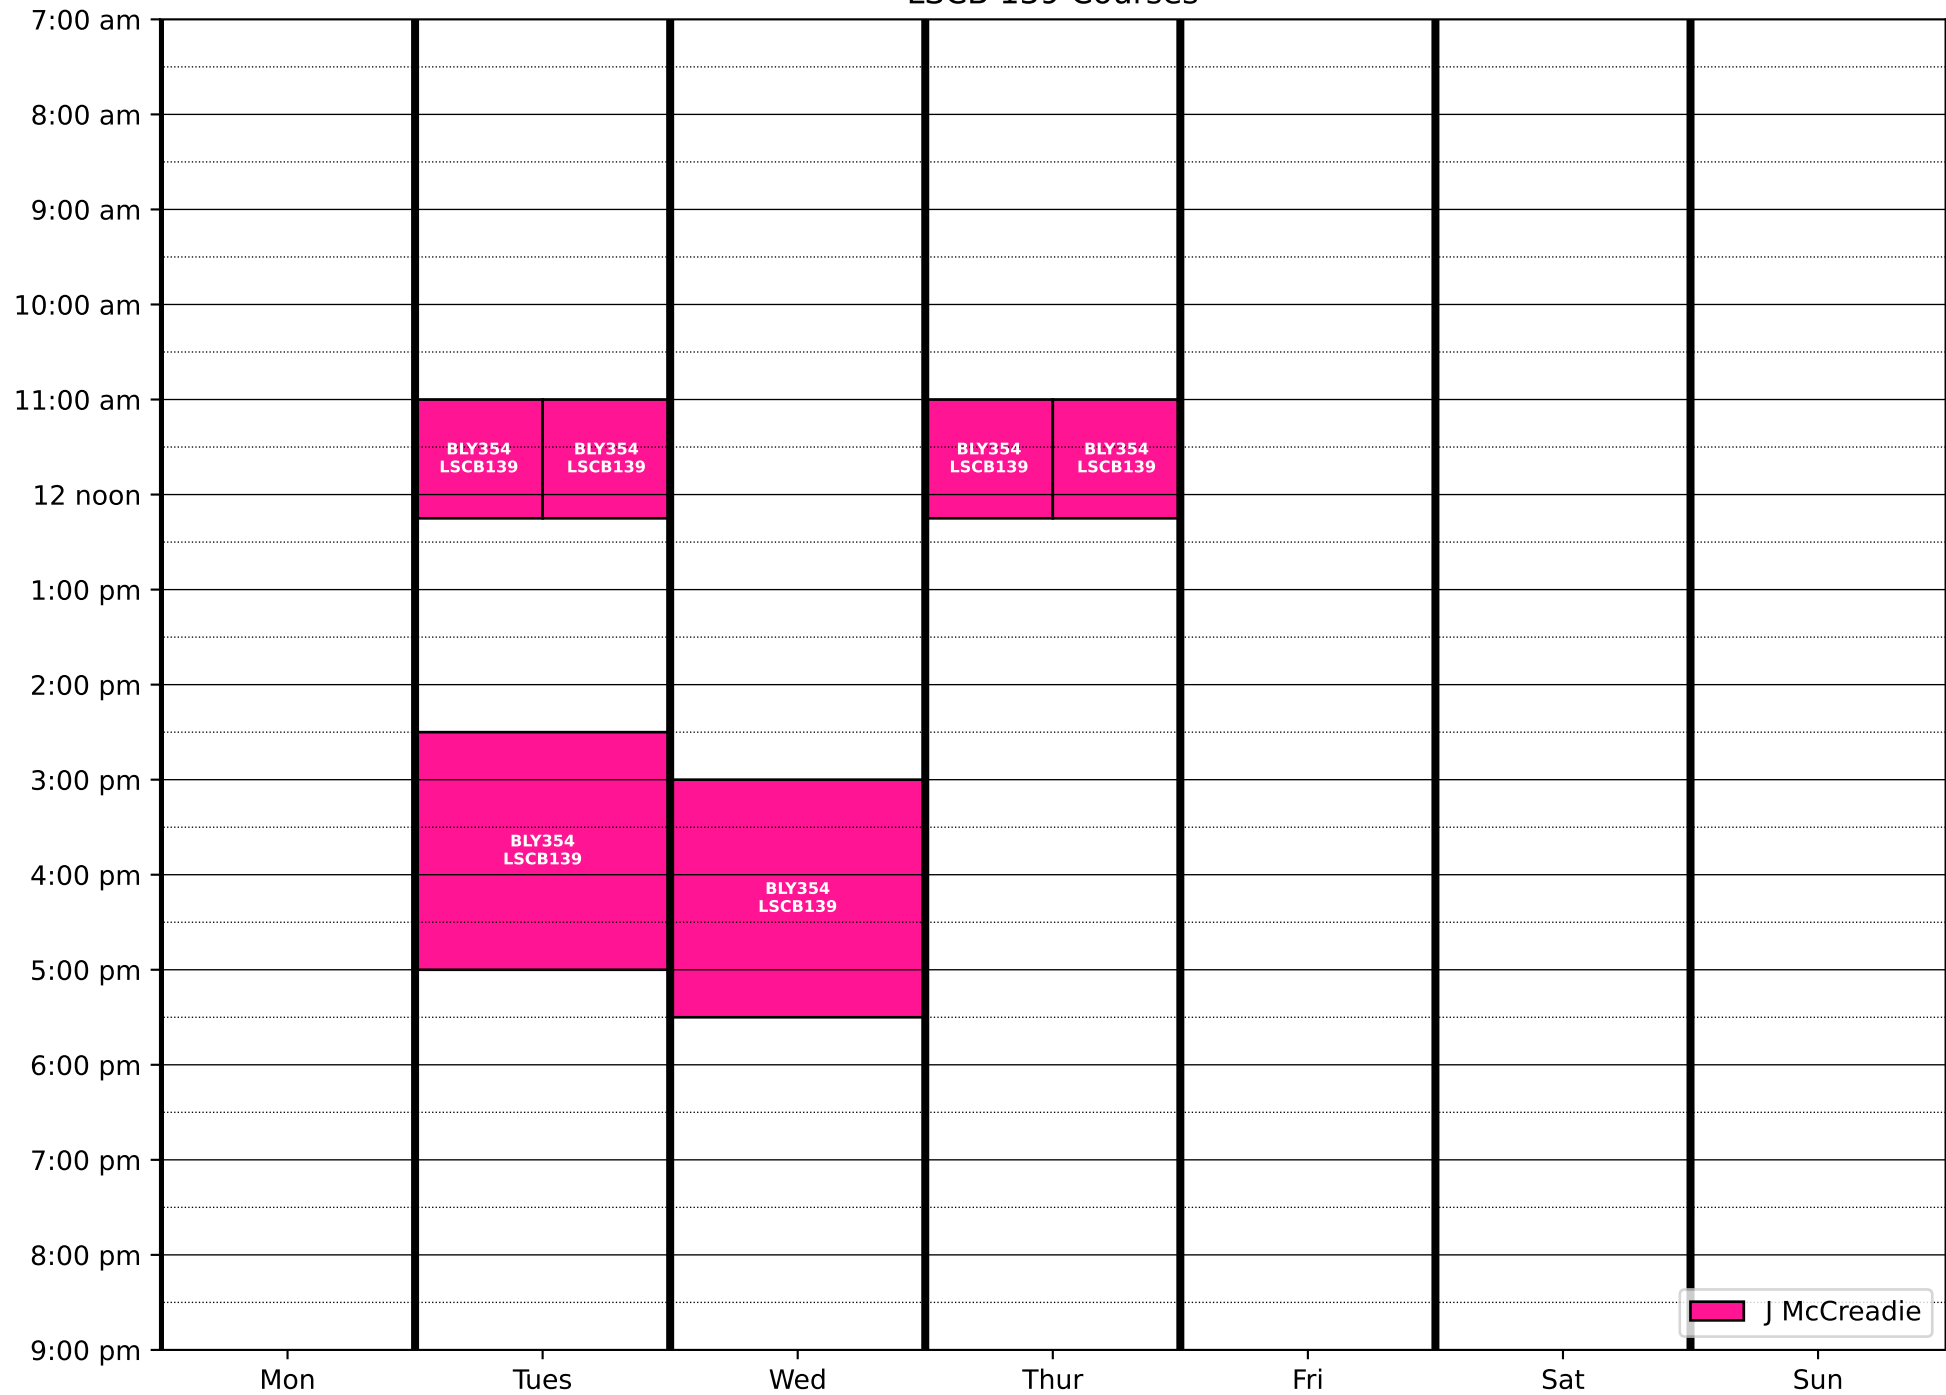 LSCB 139 Courses
7:00 am
8:00 am
9:00 am
10:00 am
11:00 am
BLY354
LSCB139
BLY354
LSCB139
BLY354
LSCB139
BLY354
LSCB139
12 noon
1:00 pm
2:00 pm
3:00 pm
BLY354
LSCB139
4:00 pm
BLY354
LSCB139
5:00 pm
6:00 pm
7:00 pm
8:00 pm
J McCreadie
9:00 pm
Mon Tues Wed Thur Fri Sat Sun